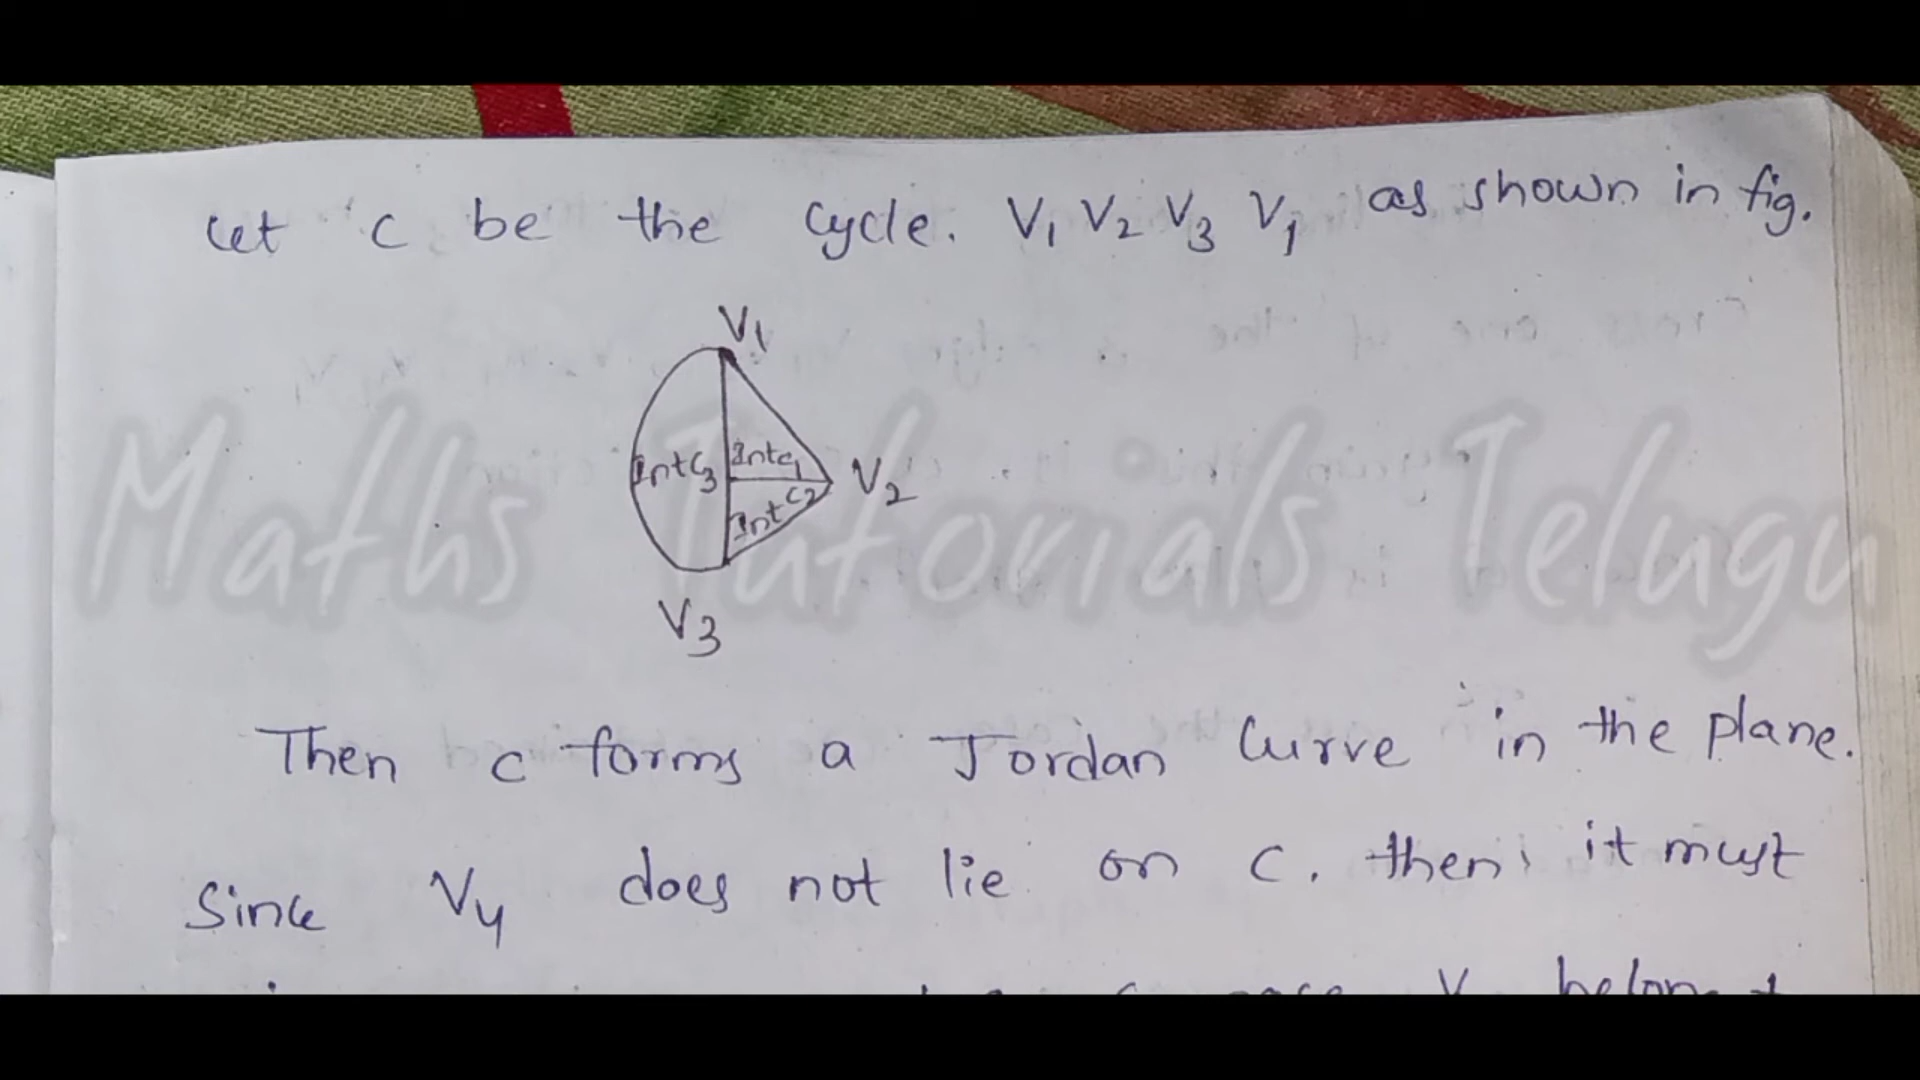 Let C be the cycle. V1 V2 V3 V1 as shown in fig.
V1
Int C3
Int C1
V2
Int C2
V3
Maths Tutorials Telugu
Then C forms a Jordan Curve in the plane.
Since V4 does not lie on C. then it must